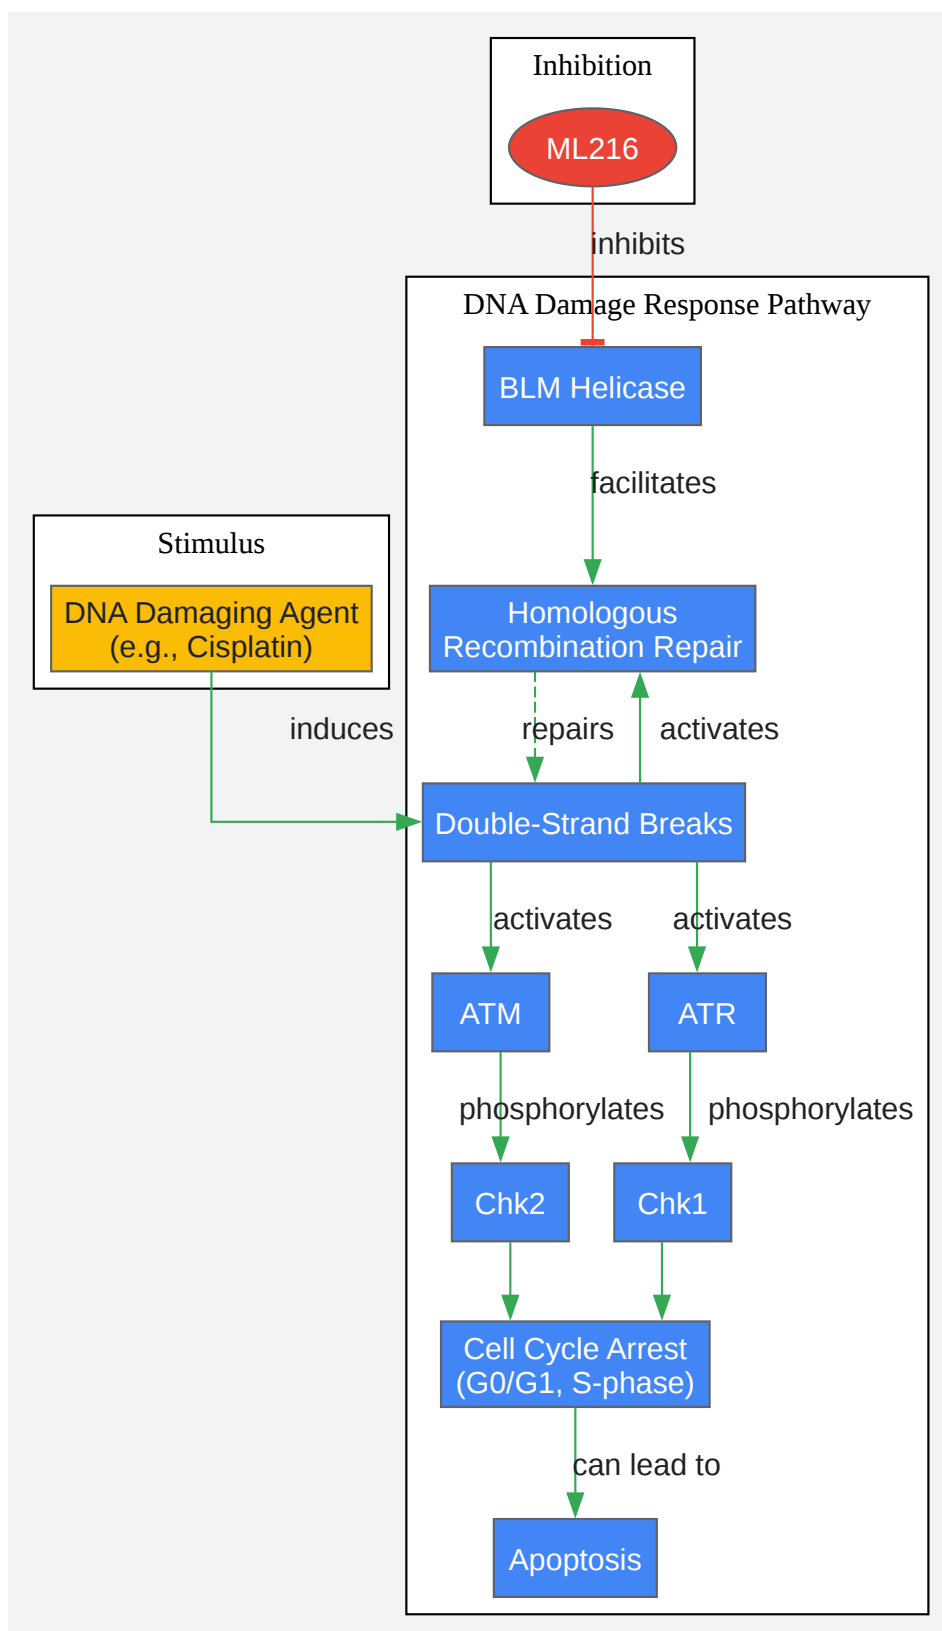 Inhibition
ML216
inhibits
DNA Damage Response Pathway
BLM Helicase
facilitates
Stimulus
DNA Damaging Agent
(e.g., Cisplatin)
Homologous
Recombination Repair
induces
repairs
activates
Double-Strand Breaks
activates
activates
ATM
ATR
phosphorylates
phosphorylates
Chk2
Chk1
Cell Cycle Arrest
(G0/G1, S-phase)
can lead to
Apoptosis